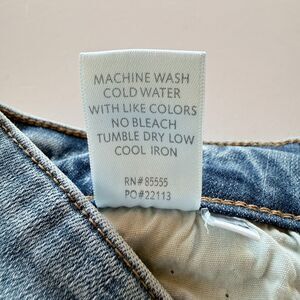 MACHINE WASH
COLD WATER
WITH LIKE COLORS
NO BLEACH
TUMBLE DRY LOW
COOL IRON
RN# 85555
PO#22113